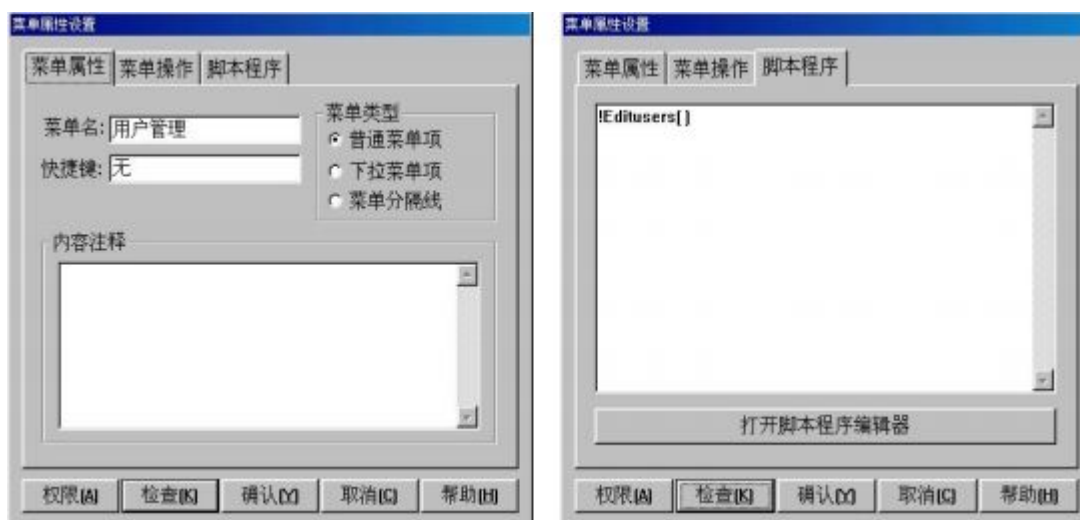 菜单属性设置
菜单属性 菜单操作 脚本程序
菜单名: 用户管理
快捷键: 无
菜单类型
普通菜单项
下拉菜单项
菜单分隔线
内容注释
权限(A) 检查(K) 确认(Y) 取消(C) 帮助(H)
菜单属性设置
菜单属性 菜单操作 脚本程序
!Editusers()
打开脚本程序编辑器
权限(A) 检查(K) 确认(Y) 取消(C) 帮助(H)